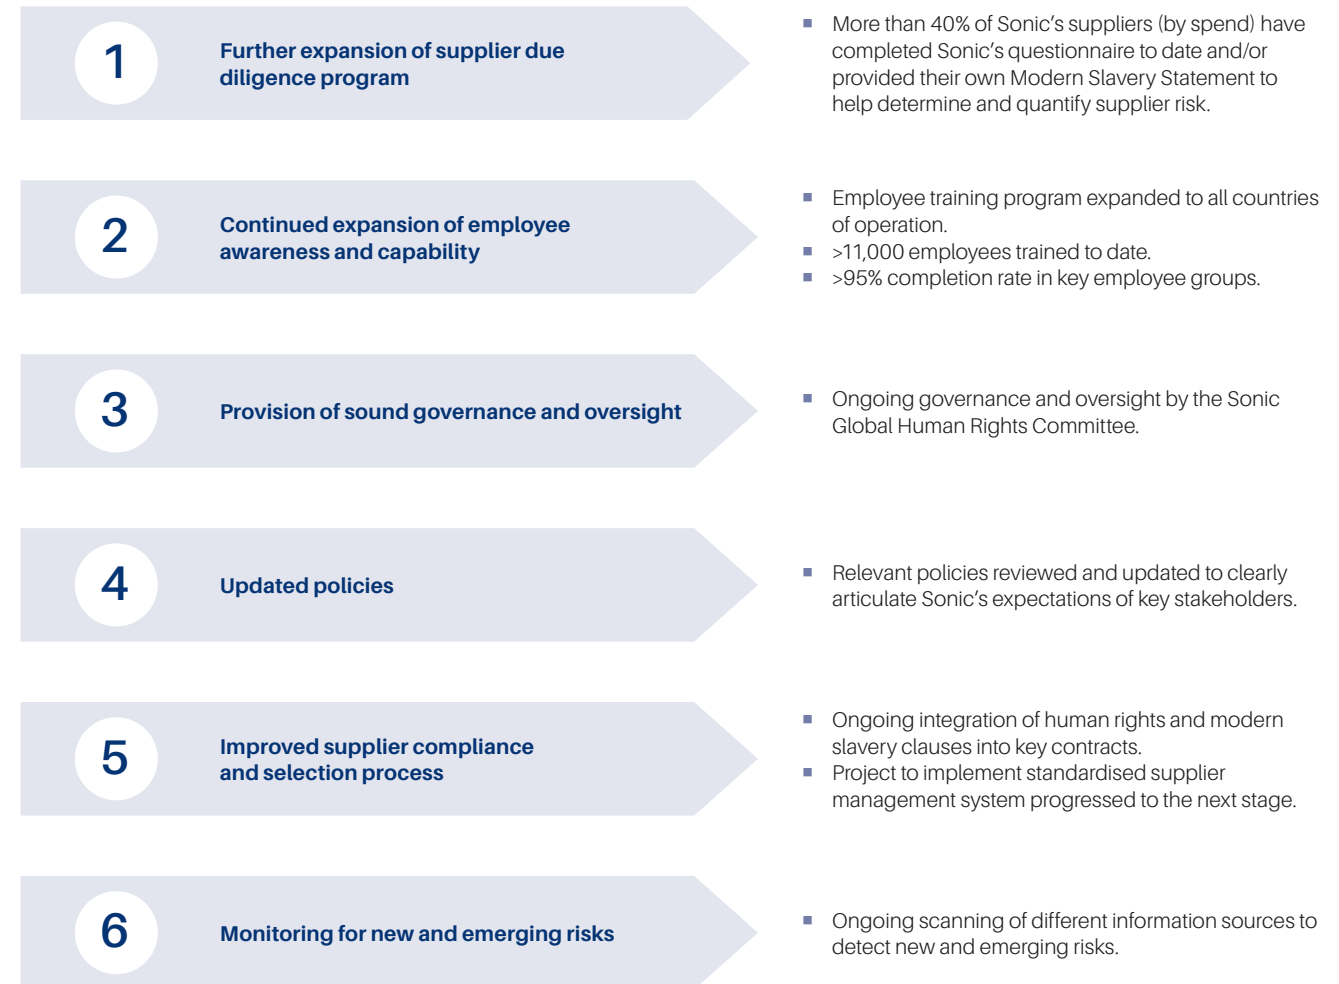 1
Further expansion of supplier due
diligence program
■ More than 40% of Sonic’s suppliers (by spend) have
completed Sonic’s questionnaire to date and/or
provided their own Modern Slavery Statement to
help determine and quantify supplier risk.
2
Continued expansion of employee
awareness and capability
■ Employee training program expanded to all countries
of operation.
■ >11,000 employees trained to date.
■ >95% completion rate in key employee groups.
3
Provision of sound governance and oversight
■ Ongoing governance and oversight by the Sonic
Global Human Rights Committee.
4
Updated policies
■ Relevant policies reviewed and updated to clearly
articulate Sonic’s expectations of key stakeholders.
5
Improved supplier compliance
and selection process
■ Ongoing integration of human rights and modern
slavery clauses into key contracts.
■ Project to implement standardised supplier
management system progressed to the next stage.
6
Monitoring for new and emerging risks
■ Ongoing scanning of different information sources to
detect new and emerging risks.